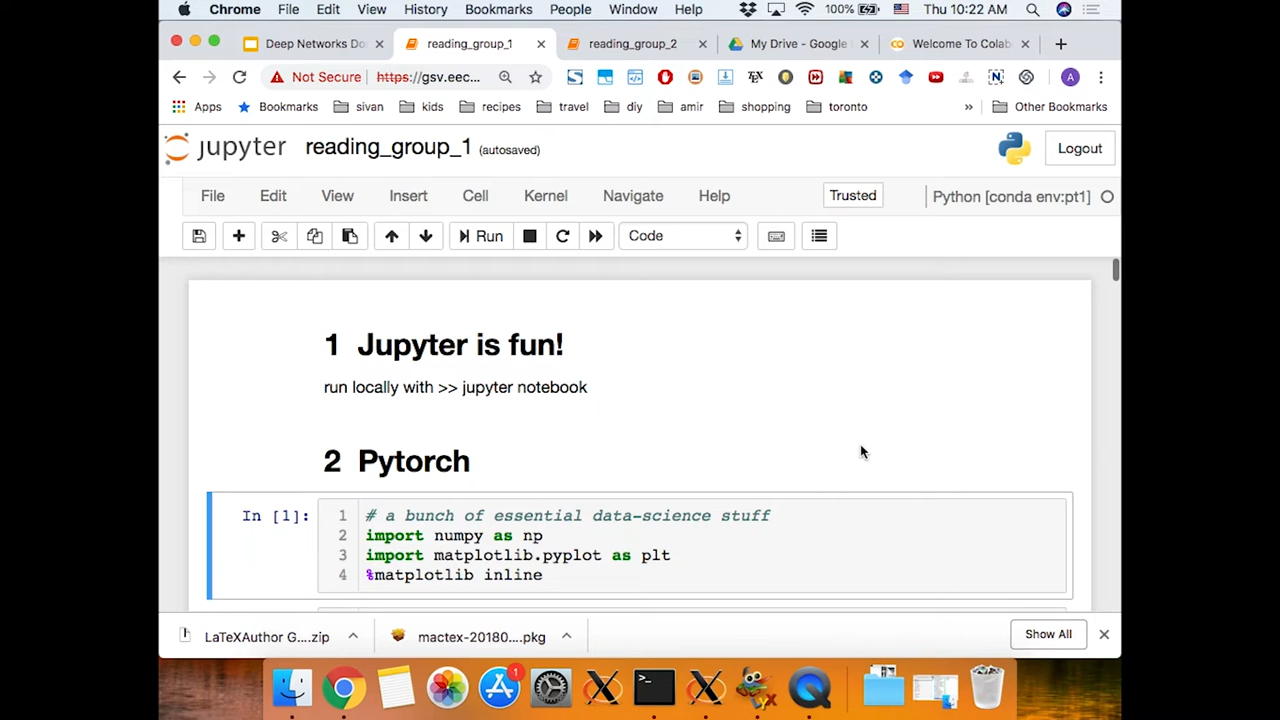 Chrome File Edit View History Bookmarks People Window Help 100% Thu 10:22 AM
Deep Networks Do reading_group_1 reading_group_2 My Drive - Google Welcome To Colab
Not Secure https://gsv.eec... A
Apps Bookmarks sivan kids recipes travel diy amir shopping toronto » Other Bookmarks
jupyter reading_group_1 (autosaved) Logout
File Edit View Insert Cell Kernel Navigate Help Trusted Python [conda env:pt1]
Run Code
1 Jupyter is fun!
run locally with >> jupyter notebook
2 Pytorch
In [1]: 1 # a bunch of essential data-science stuff
2 import numpy as np
3 import matplotlib.pyplot as plt
4 %matplotlib inline
LaTeXAuthor G....zip mactex-20180....pkg Show All
1